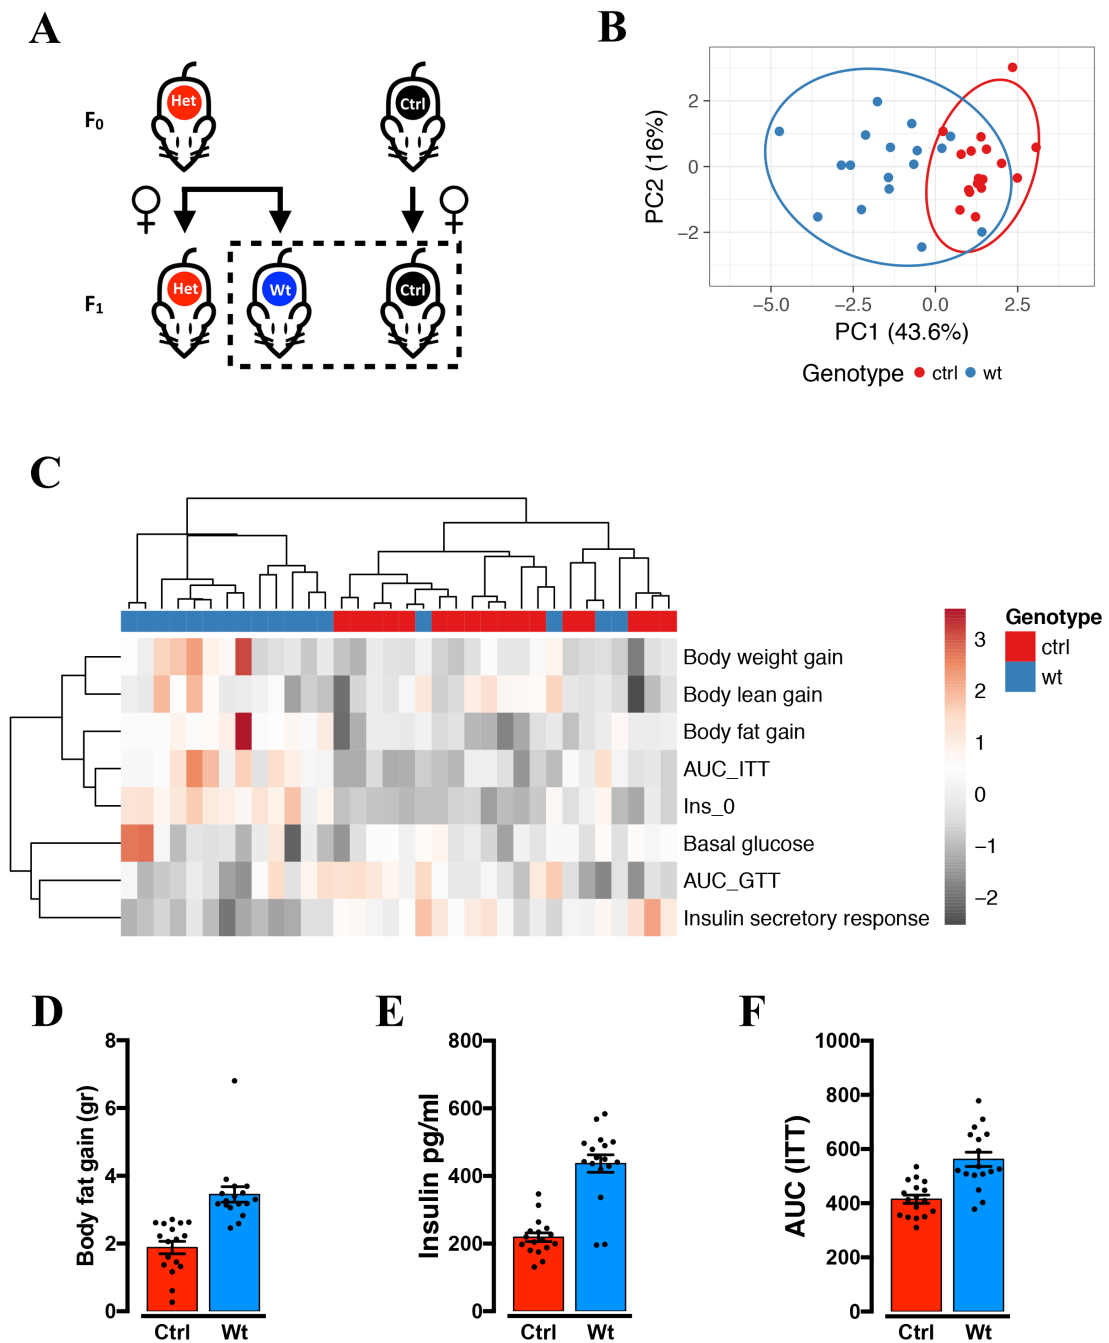 A
Het
Ctrl
F₀
♀
♀
Het
Wt
Ctrl
F₁
B
PC2 (16%)
2
0
−2
−5.0
−2.5
0.0
2.5
PC1 (43.6%)
Genotype ctrl wt
C
Body weight gain
Body lean gain
Body fat gain
AUC_ITT
Ins_0
Basal glucose
AUC_GTT
Insulin secretory response
3
2
1
0
−1
−2
Genotype
ctrl
wt
D
Body fat gain (gr)
8
6
4
2
0
Ctrl
Wt
E
Insulin pg/ml
800
600
400
200
0
Ctrl
Wt
F
AUC (ITT)
1000
800
600
400
200
0
Ctrl
Wt